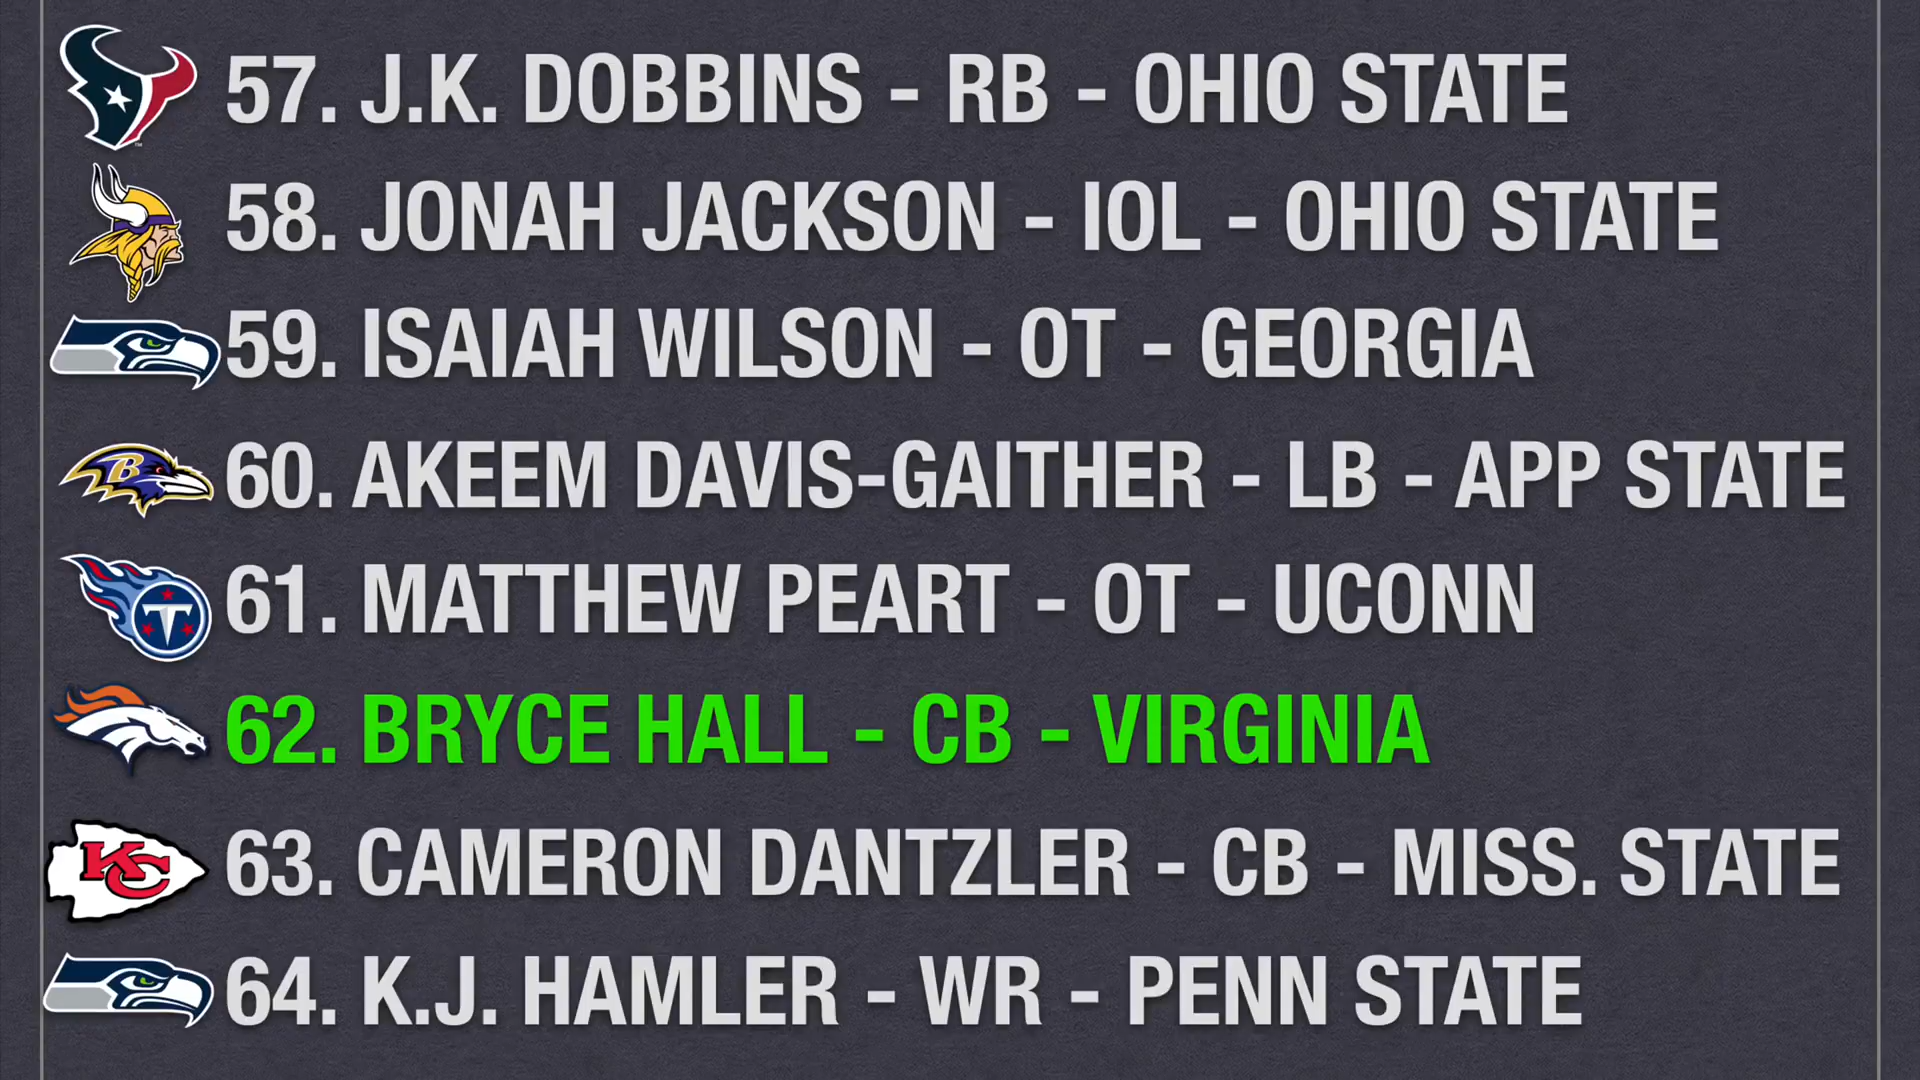 57. J.K. DOBBINS - RB - OHIO STATE
58. JONAH JACKSON - IOL - OHIO STATE
59. ISAIAH WILSON - OT - GEORGIA
60. AKEEM DAVIS-GAITHER - LB - APP STATE
61. MATTHEW PEART - OT - UCONN
62. BRYCE HALL - CB - VIRGINIA
63. CAMERON DANTZLER - CB - MISS. STATE
64. K.J. HAMLER - WR - PENN STATE